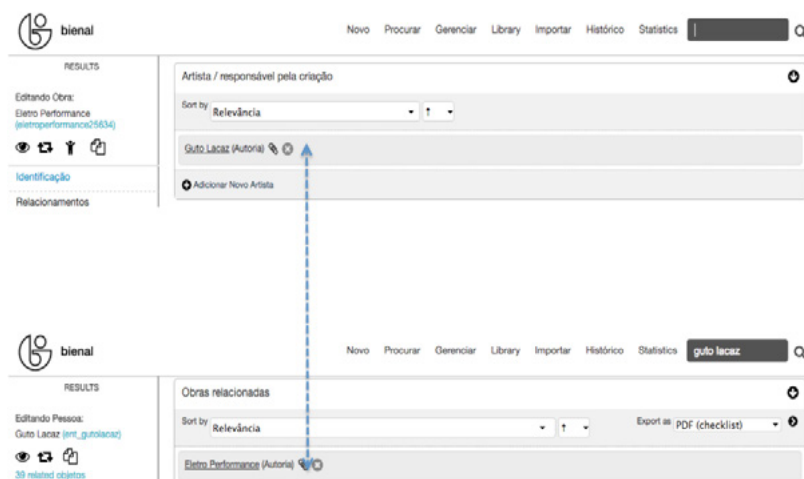 bienal
Novo Procurar Gerenciar Library Importar Histórico Statistics
RESULTS
Editando Obra:
Eletro Performance
(eletroperformance25634)
Identificação
Relacionamentos
Artista / responsável pela criação
Sort by Relevância ↑
Guto Lacaz (Autoria)
Adicionar Novo Artista
bienal
Novo Procurar Gerenciar Library Importar Histórico Statistics guto lacaz
RESULTS
Editando Pessoa:
Guto Lacaz (ent_gutolacaz)
39 related objetos
Obras relacionadas
Sort by Relevância ↑ Export as PDF (checklist)
Eletro Performance (Autoria)